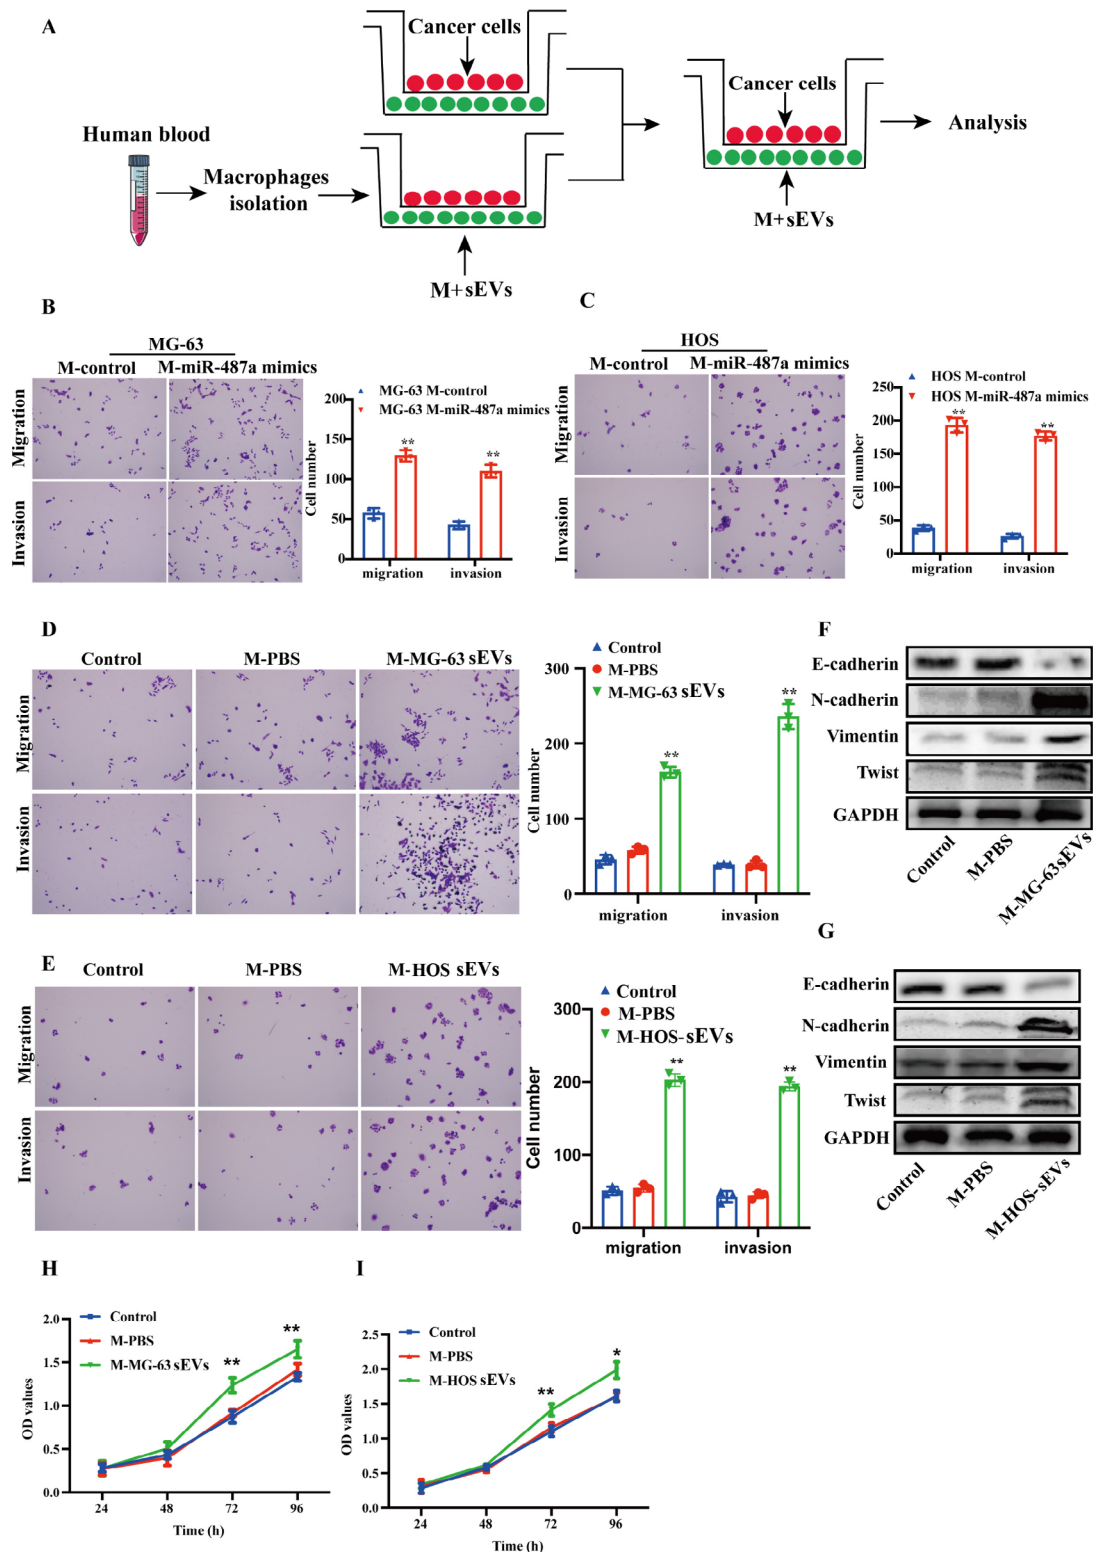 A
Cancer cells
Human blood
Macrophages
isolation
M+sEVs
Cancer cells
M+sEVs
Analysis
B
MG-63
M-control
M-miR-487a mimics
Migration
Invasion
MG-63 M-control
MG-63 M-miR-487a mimics
Cell number
200
150
100
50
0
**
**
migration
invasion
C
HOS
M-control
M-miR-487a mimics
Migration
Invasion
HOS M-control
HOS M-miR-487a mimics
Cell number
250
200
150
100
50
0
**
**
migration
invasion
D
Control
M-PBS
M-MG-63 sEVs
Migration
Invasion
Control
M-PBS
M-MG-63 sEVs
Cell number
300
200
100
0
**
**
migration
invasion
E
Control
M-PBS
M-HOS sEVs
Migration
Invasion
Control
M-PBS
M-HOS-sEVs
Cell number
300
200
100
0
**
**
migration
invasion
F
E-cadherin
N-cadherin
Vimentin
Twist
GAPDH
Control
M-PBS
M-MG-63sEVs
G
E-cadherin
N-cadherin
Vimentin
Twist
GAPDH
Control
M-PBS
M-HOS-sEVs
H
Control
M-PBS
M-MG-63 sEVs
OD values
2.0
1.5
1.0
0.5
0.0
**
**
24
48
72
96
Time (h)
I
Control
M-PBS
M-HOS sEVs
OD values
2.5
2.0
1.5
1.0
0.5
0.0
**
*
24
48
72
96
Time (h)